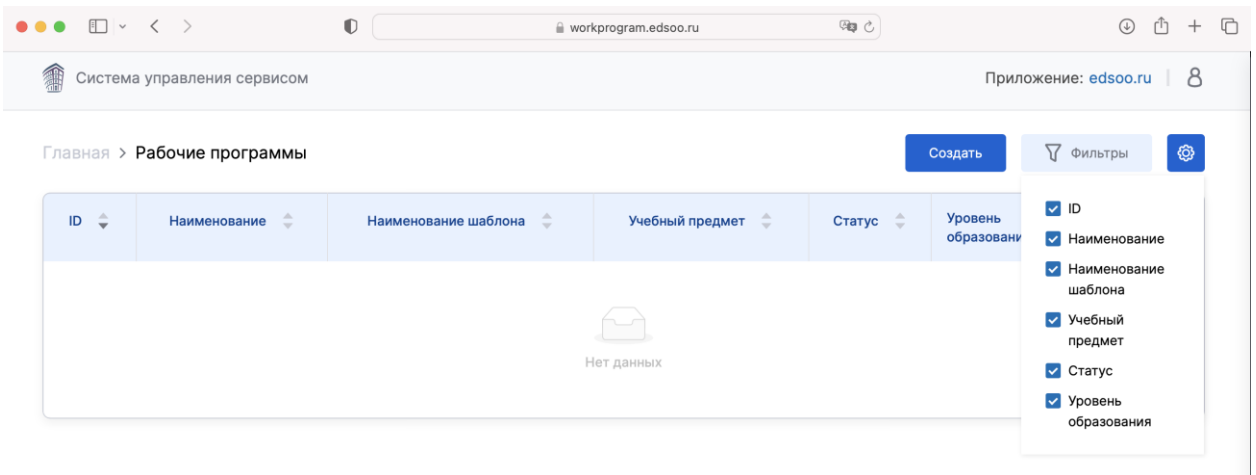 workprogram.edsoo.ru
Система управления сервисом
Приложение: edsoo.ru
Главная > Рабочие программы
Создать
Фильтры
ID
Наименование
Наименование шаблона
Учебный предмет
Статус
Уровень
образовани
Нет данных
ID
Наименование
Наименование
шаблона
Учебный
предмет
Статус
Уровень
образования